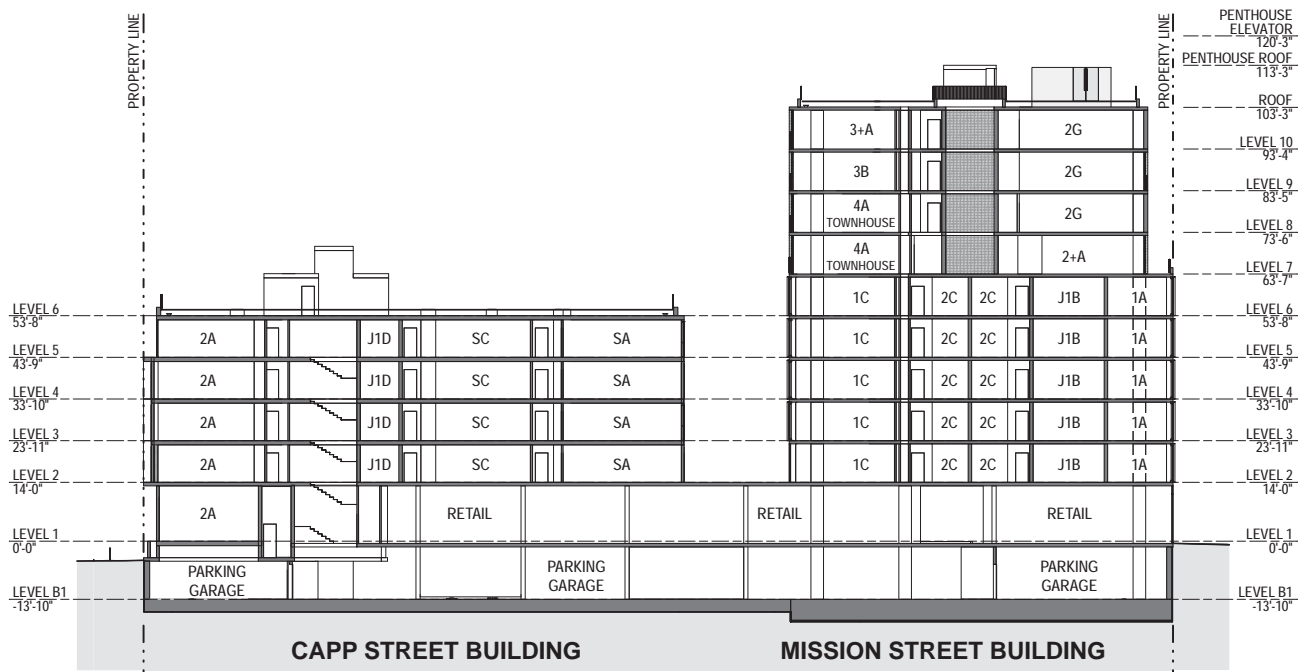 PROPERTY LINE
PROPERTY LINE
PENTHOUSE
ELEVATOR
120'-3"
PENTHOUSE ROOF
113'-3"
ROOF
103'-3"
3+A
2G
LEVEL 10
93'-4"
3B
2G
LEVEL 9
83'-5"
4A
TOWNHOUSE
2G
LEVEL 8
73'-6"
4A
TOWNHOUSE
2+A
LEVEL 7
63'-7"
1C 2C 2C J1B 1A
LEVEL 6
53'-8"
LEVEL 6
53'-8"
2A J1D SC SA
1C 2C 2C J1B 1A
LEVEL 5
43'-9"
LEVEL 5
43'-9"
2A J1D SC SA
1C 2C 2C J1B 1A
LEVEL 4
33'-10"
LEVEL 4
33'-10"
2A J1D SC SA
1C 2C 2C J1B 1A
LEVEL 3
23'-11"
LEVEL 3
23'-11"
2A J1D SC SA
1C 2C 2C J1B 1A
LEVEL 2
14'-0"
LEVEL 2
14'-0"
2A RETAIL RETAIL RETAIL
LEVEL 1
0'-0"
LEVEL 1
0'-0"
PARKING
GARAGE
PARKING
GARAGE
PARKING
GARAGE
LEVEL B1
-13'-10"
LEVEL B1
-13'-10"
CAPP STREET BUILDING
MISSION STREET BUILDING